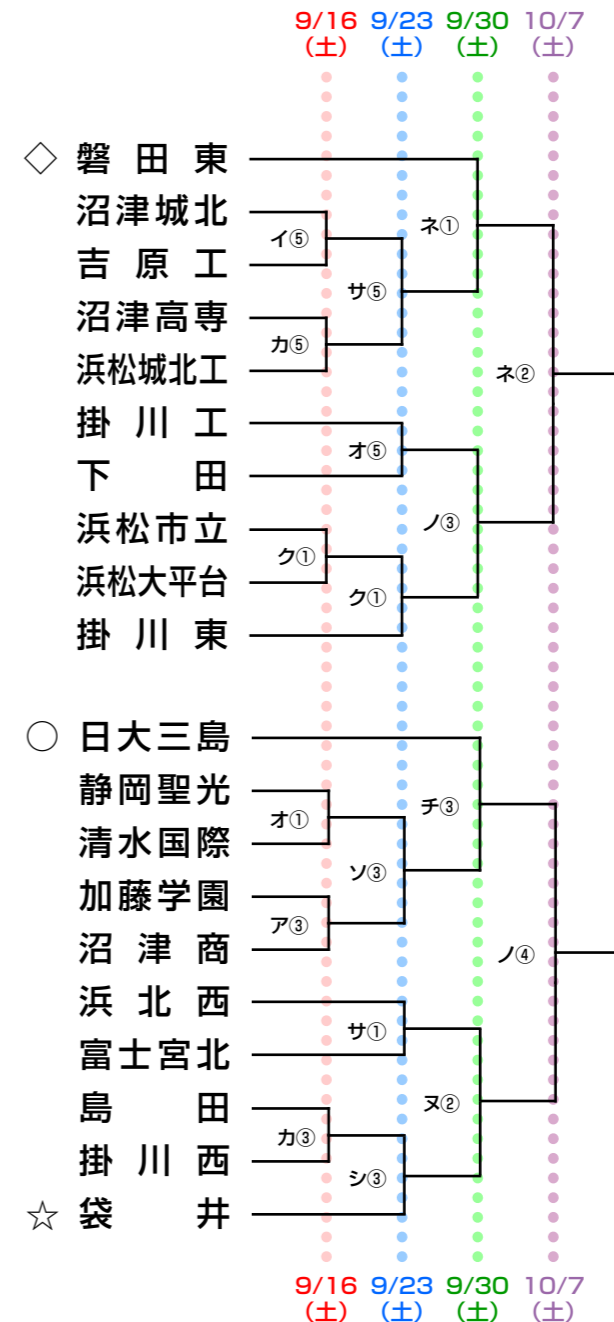 9/16 9/23 9/30 10/7
(土) (土) (土) (土)
◇ 磐田東
沼津城北
イ⑤
吉原工
サ⑤
ネ①
沼津高専
カ⑤
浜松城北工
ネ②
掛川工
オ⑤
下田
ノ③
浜松市立
ク①
浜松大平台
ク①
掛川東
○ 日大三島
静岡聖光
オ①
チ③
清水国際
ソ③
加藤学園
ア③
沼津商
ノ④
浜北西
サ①
富士宮北
ヌ②
島田
カ③
掛川西
シ③
☆ 袋井
9/16 9/23 9/30 10/7
(土) (土) (土) (土)